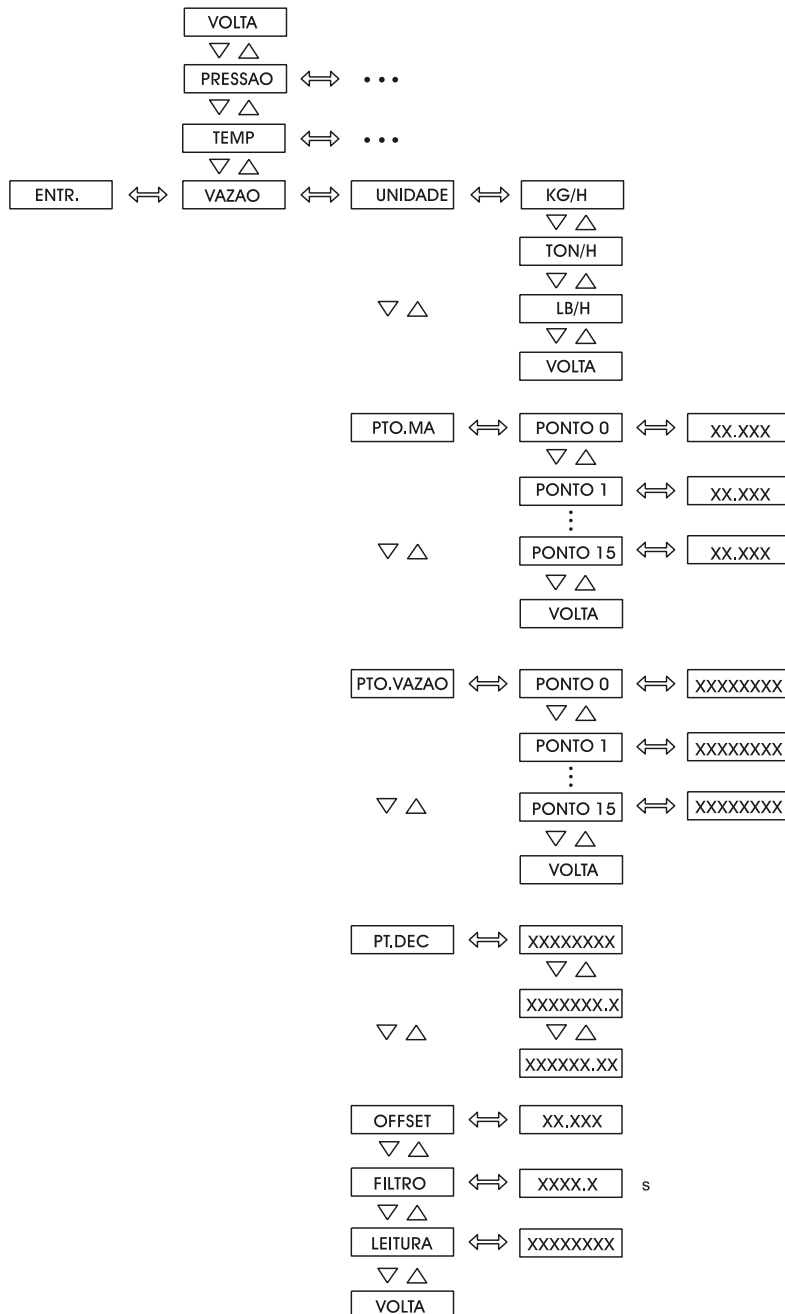 VOLTA
PRESSAO ...
TEMP ...
ENTR. VAZAO UNIDADE KG/H
TON/H
LB/H
VOLTA
PTO.MA PONTO 0 XX.XXX
PONTO 1 XX.XXX
PONTO 15 XX.XXX
VOLTA
PTO.VAZAO PONTO 0 XXXXXXXX
PONTO 1 XXXXXXXX
PONTO 15 XXXXXXXX
VOLTA
PT.DEC XXXXXXXX
XXXXXXX.X
XXXXXX.XX
OFFSET XX.XXX
FILTRO XXXX.X s
LEITURA XXXXXXXX
VOLTA